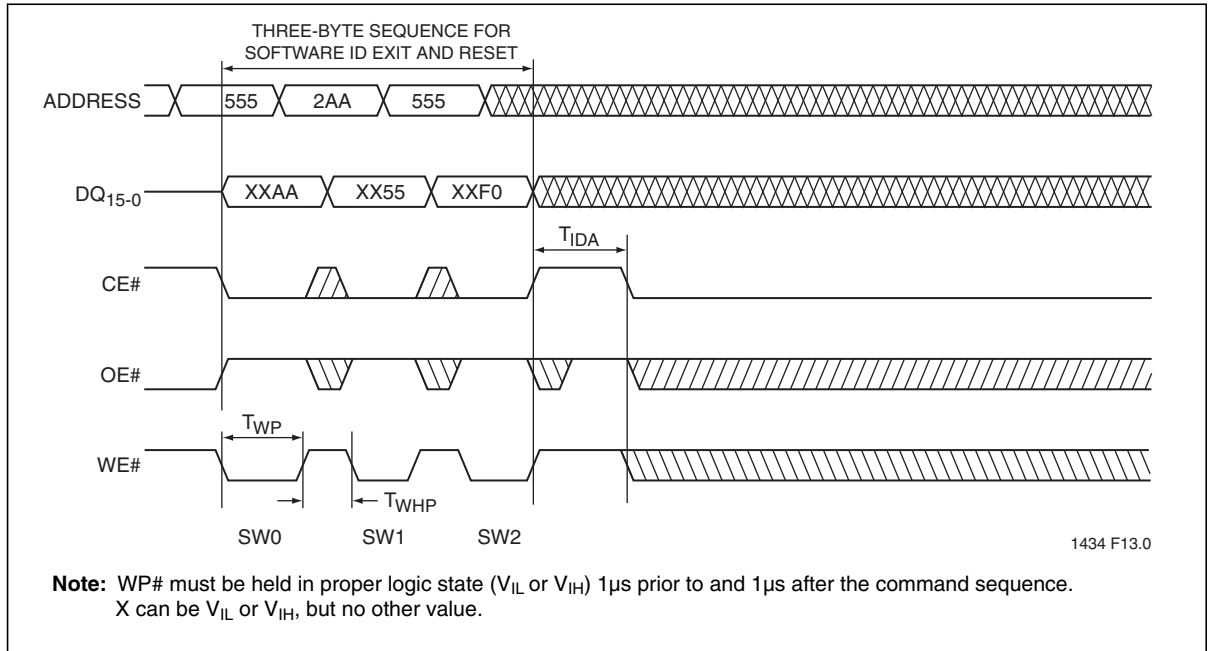 THREE-BYTE SEQUENCE FOR
SOFTWARE ID EXIT AND RESET
ADDRESS 555 2AA 555
DQ15-0 XXAA XX55 XXF0
TIDA
CE#
OE#
TWP
WE#
TWHP
SW0 SW1 SW2
1434 F13.0
Note: WP# must be held in proper logic state (VIL or VIH) 1µs prior to and 1µs after the command sequence.
X can be VIL or VIH, but no other value.